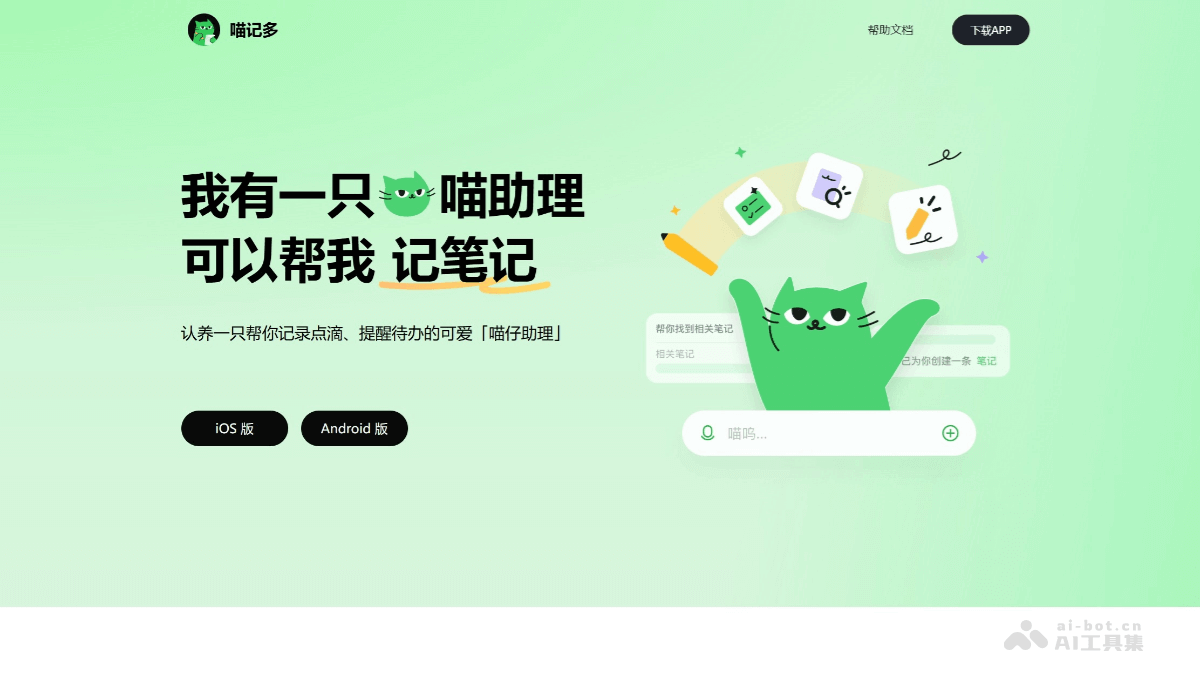 喵记多
帮助文档
下载APP
我有一只喵助理
可以帮我 记笔记
认养一只帮你记录点滴、提醒待办的可爱「喵仔助理」
iOS 版
Android 版
帮你找到相关笔记
相关笔记
己为你创建一条 笔记
喵呜...
ai-bot.cn
AI工具集